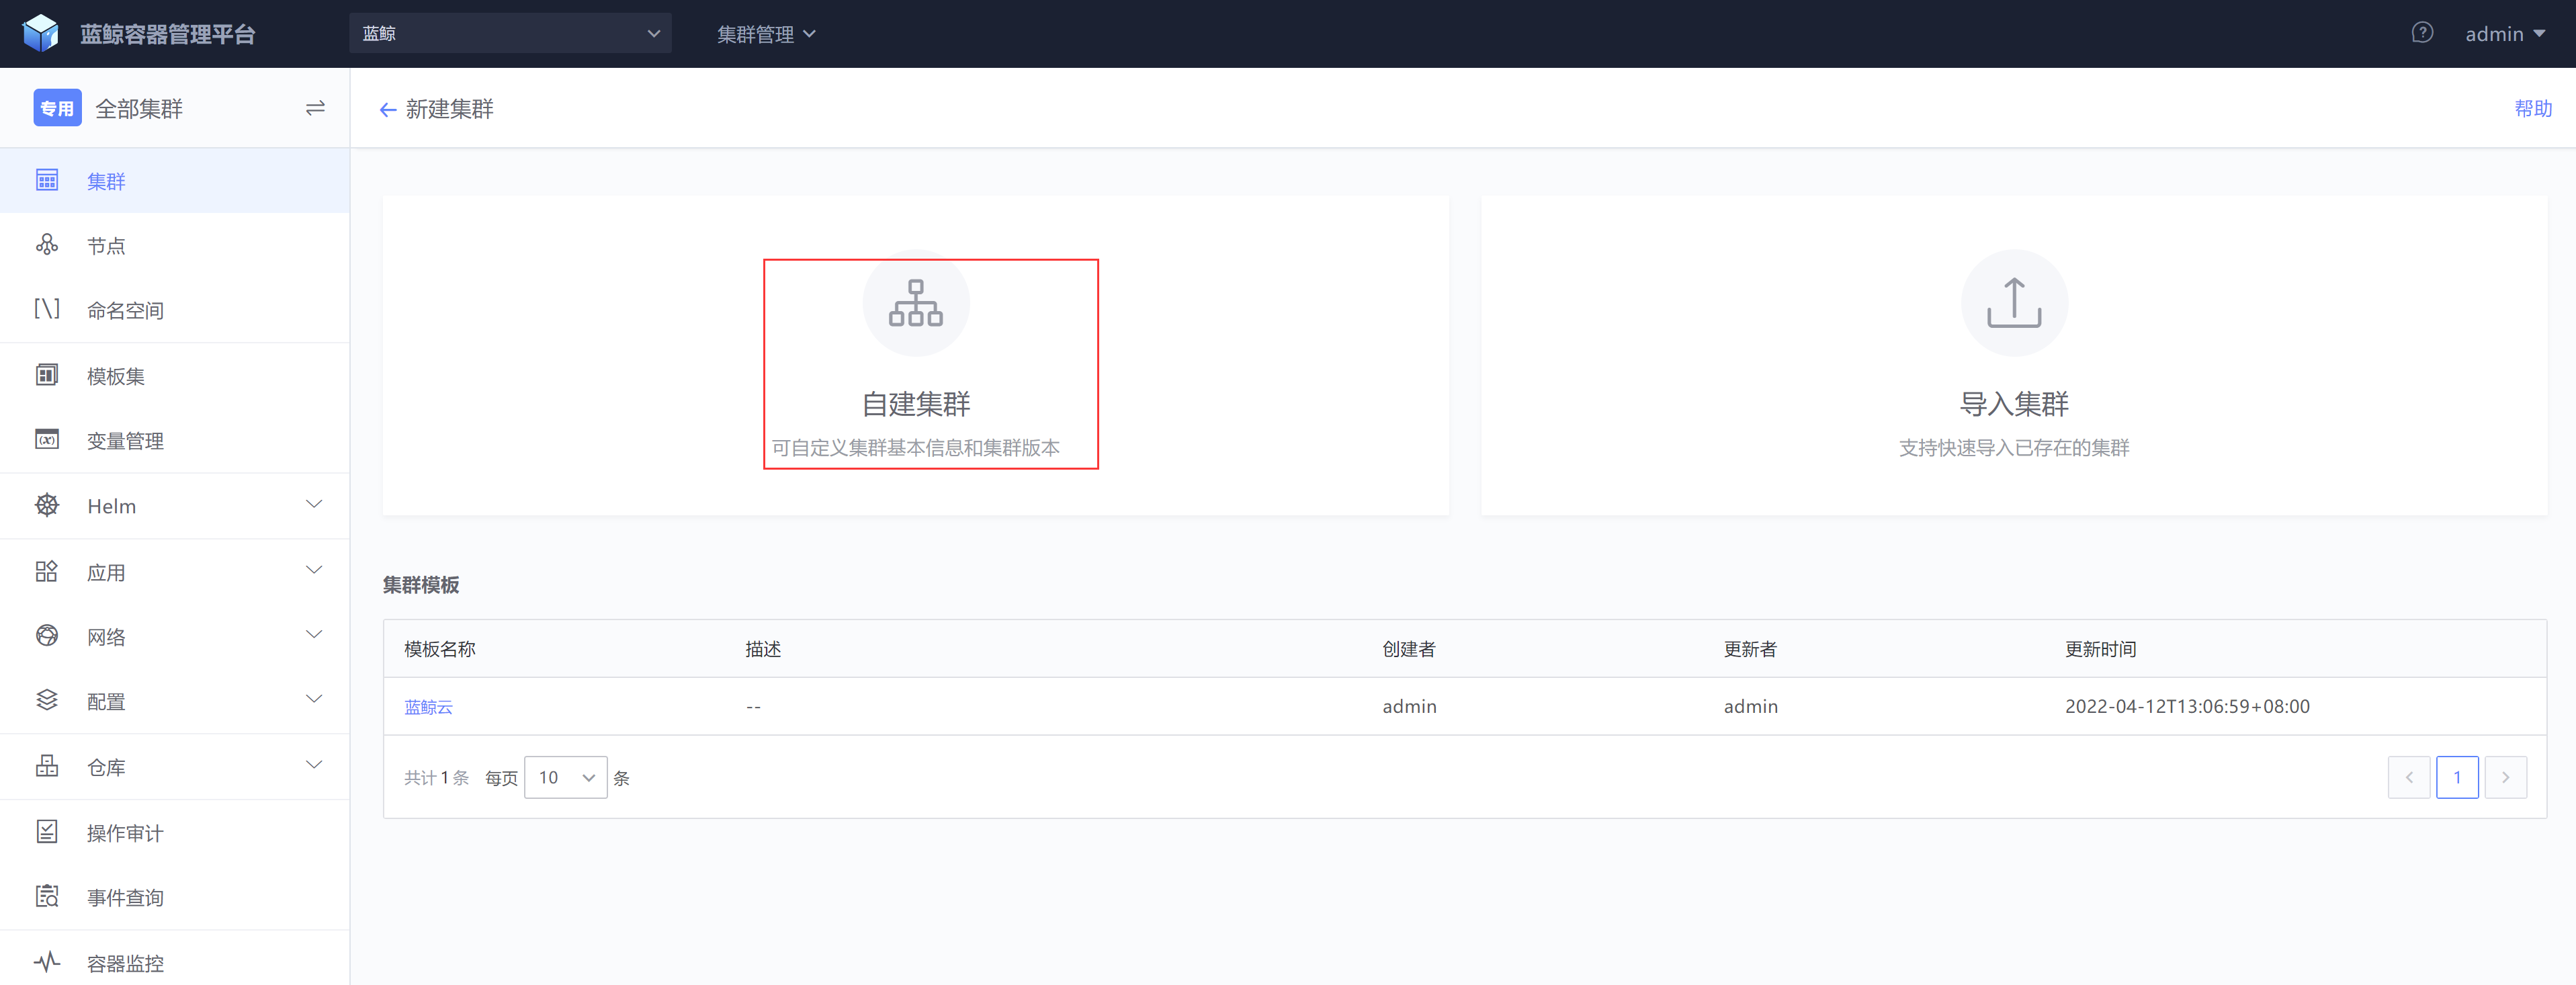 蓝鲸容器管理平台
蓝鲸
集群管理
admin
专用 全部集群
新建集群
帮助
集群
节点
命名空间
模板集
变量管理
Helm
应用
网络
配置
仓库
操作审计
事件查询
容器监控
自建集群
可自定义集群基本信息和集群版本
导入集群
支持快速导入已存在的集群
集群模板
模板名称 描述 创建者 更新者 更新时间
蓝鲸云 -- admin admin 2022-04-12T13:06:59+08:00
共计 1 条 每页 10 条
1